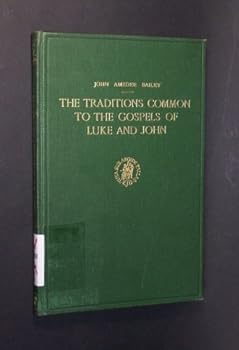 JOHN AMEDEE BAILEY
THE TRADITIONS COMMON
TO THE GOSPELS OF
LUKE AND JOHN